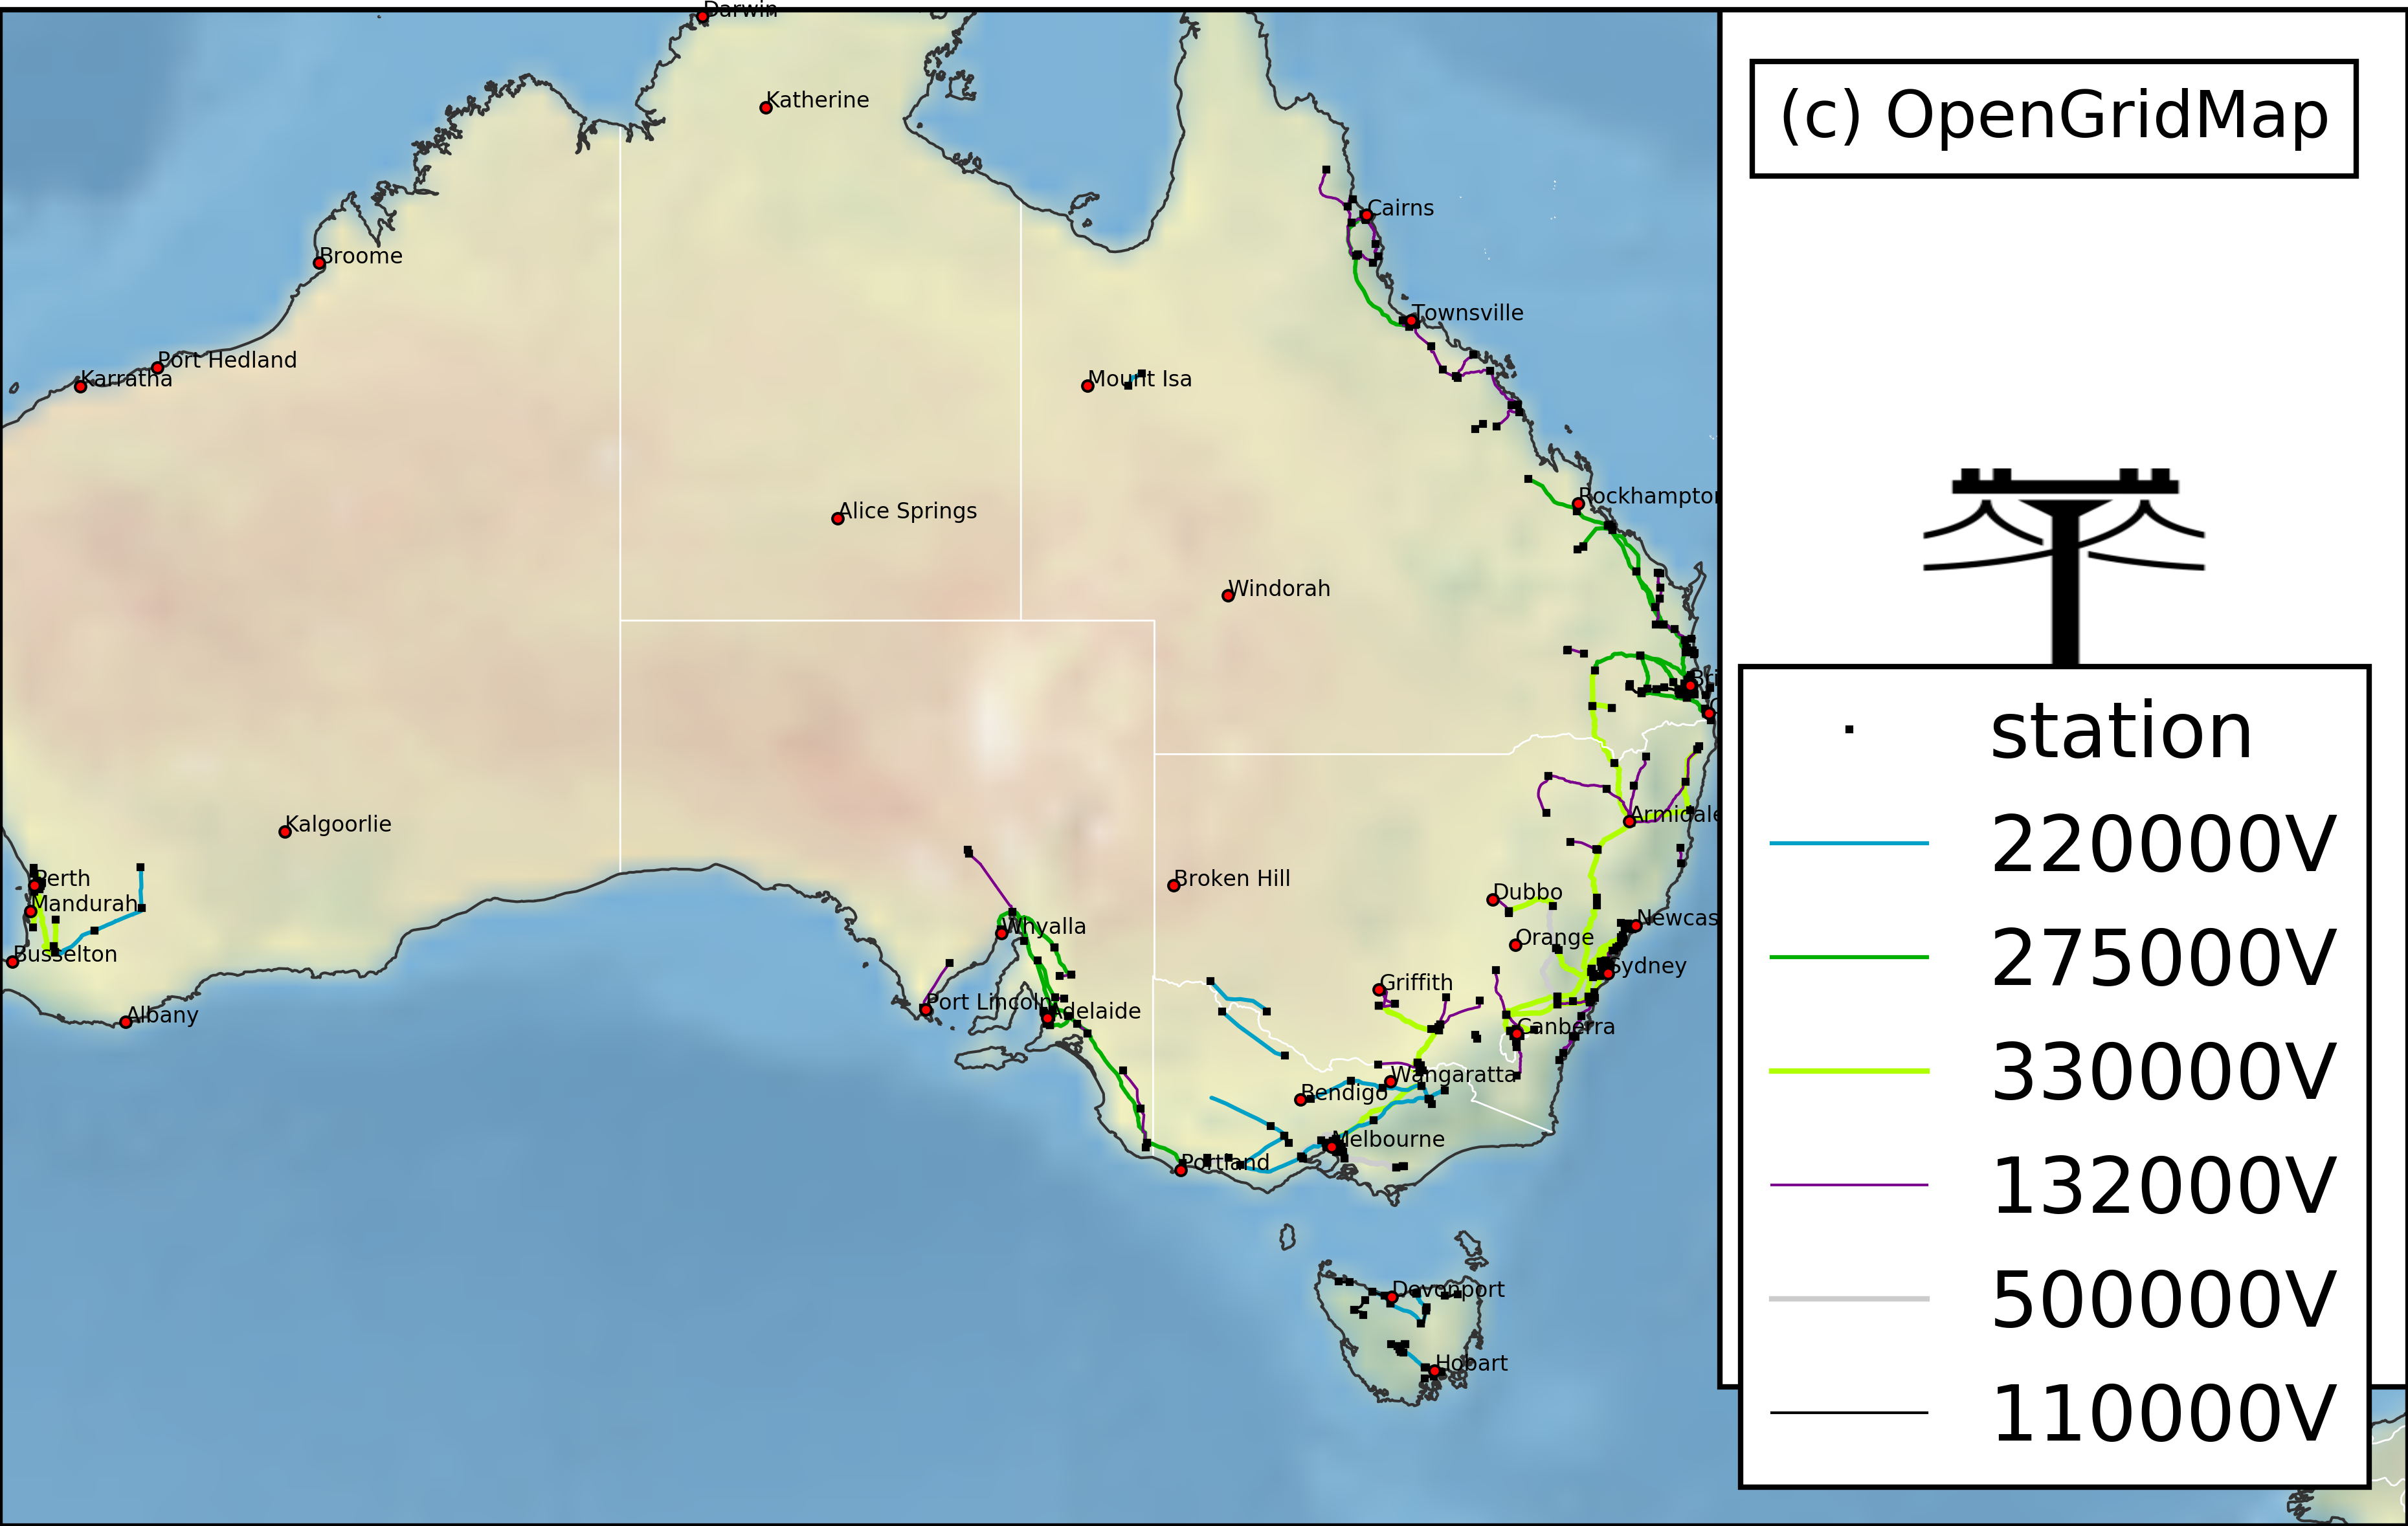 Darwin
Katherine
(c) OpenGridMap
Cairns
Broome
Townsville
Port Hedland
Karratha
Mount Isa
Rockhampton
Alice Springs
Windorah
Bri
station
220000V
275000V
330000V
132000V
500000V
110000V
Armidale
Kalgoorlie
Perth
Broken Hill
Dubbo
Mandurah
Newcas
Whyalla
Orange
Busselton
Sydney
Griffith
Port Lincoln
Adelaide
Albany
Canberra
Wangaratta
Bendigo
Melbourne
Portland
Devonport
Hobart